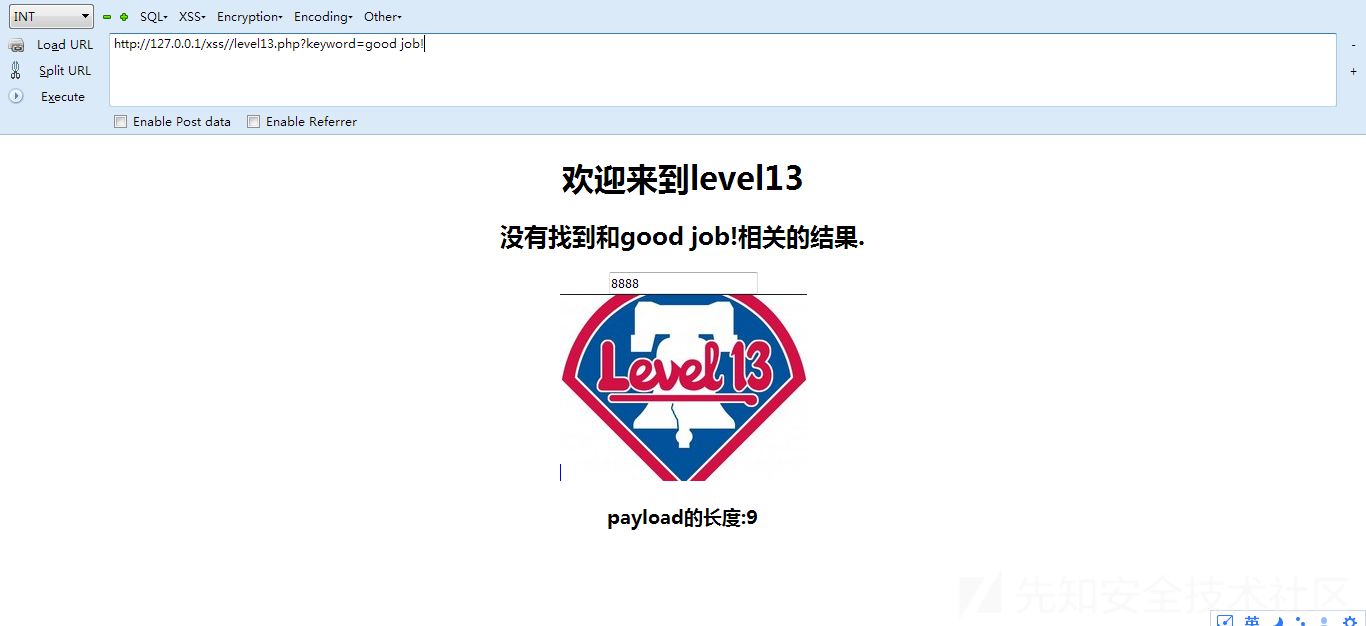 INT SQL XSS Encryption Encoding Other
Load URL
http://127.0.0.1/xss//level13.php?keyword=good job!
Split URL
Execute
Enable Post data Enable Referrer
欢迎来到level13
没有找到和good job!相关的结果.
8888
Level 13
payload的长度:9
先知安全技术社区
英